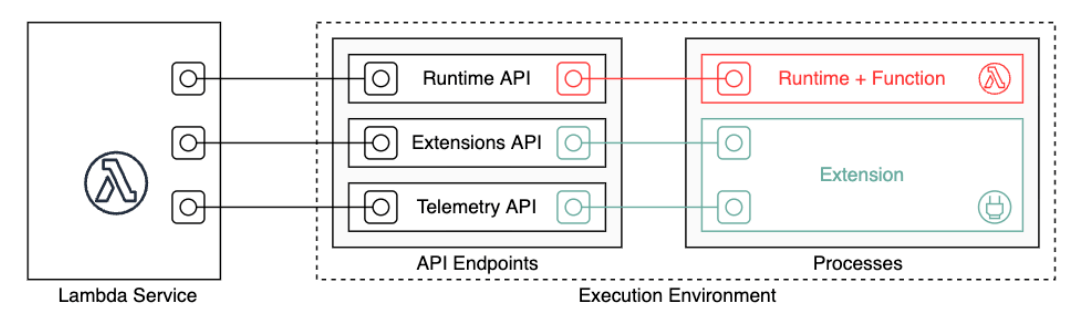 Runtime API
Runtime + Function
Extensions API
Extension
Telemetry API
API Endpoints
Processes
Lambda Service
Execution Environment